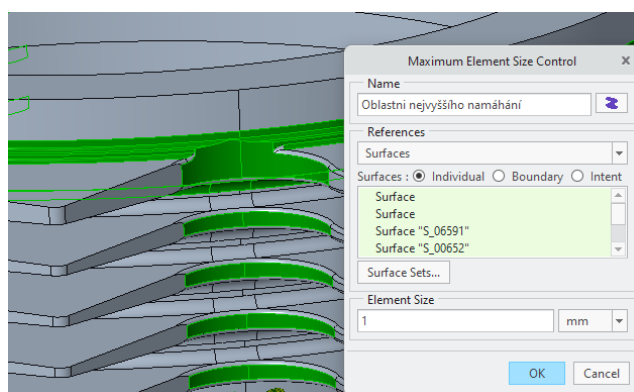 Maximum Element Size Control
Name
Oblastni nejvyššího namáhání
References
Surfaces
Surfaces : Individual Boundary Intent
Surface
Surface
Surface "S_06591"
Surface "S_00652"
Surface Sets...
Element Size
1 mm
OK Cancel